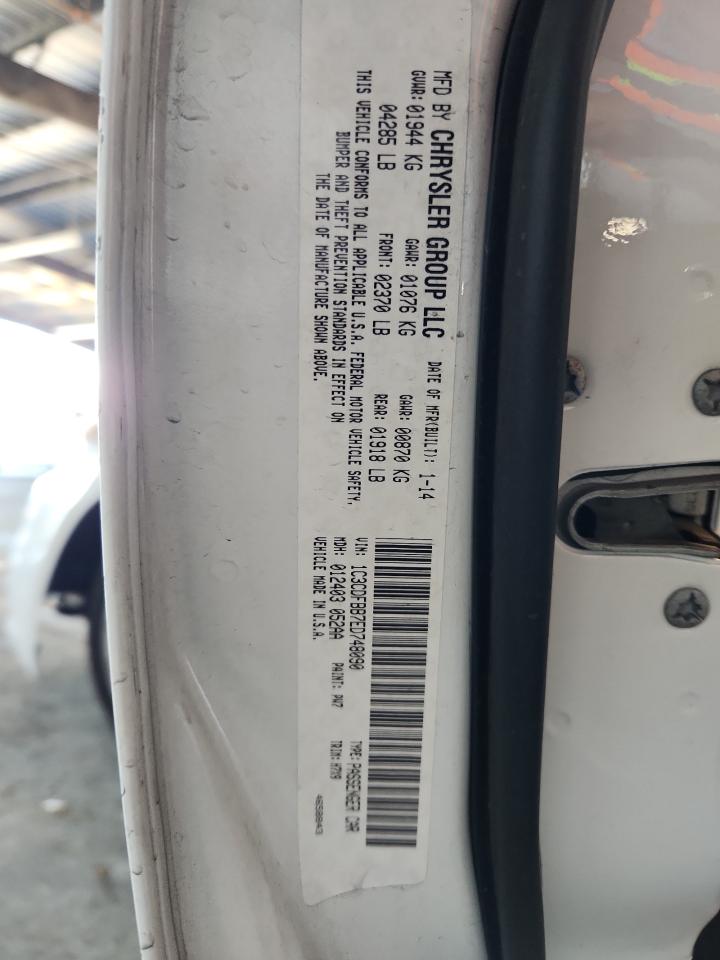 MFD BY CHRYSLER GROUP LLC DATE OF MFR(BUILT): 1-14
GVWR: 01944 KG GAWR: 01076 KG GAWR: 00870 KG
04285 LB FRONT: 02370 LB REAR: 01918 LB
THIS VEHICLE CONFORMS TO ALL APPLICABLE U.S.A. FEDERAL MOTOR VEHICLE SAFETY,
BUMPER AND THEFT PREVENTION STANDARDS IN EFFECT ON
THE DATE OF MANUFACTURE SHOWN ABOVE.
VIN: 1C3CDFBB7ED748090 TYPE: PASSENGER CAR
MDH: 012403 052AA PAINT: PW7 TRIM: H7X9
VEHICLE MADE IN U.S.A.